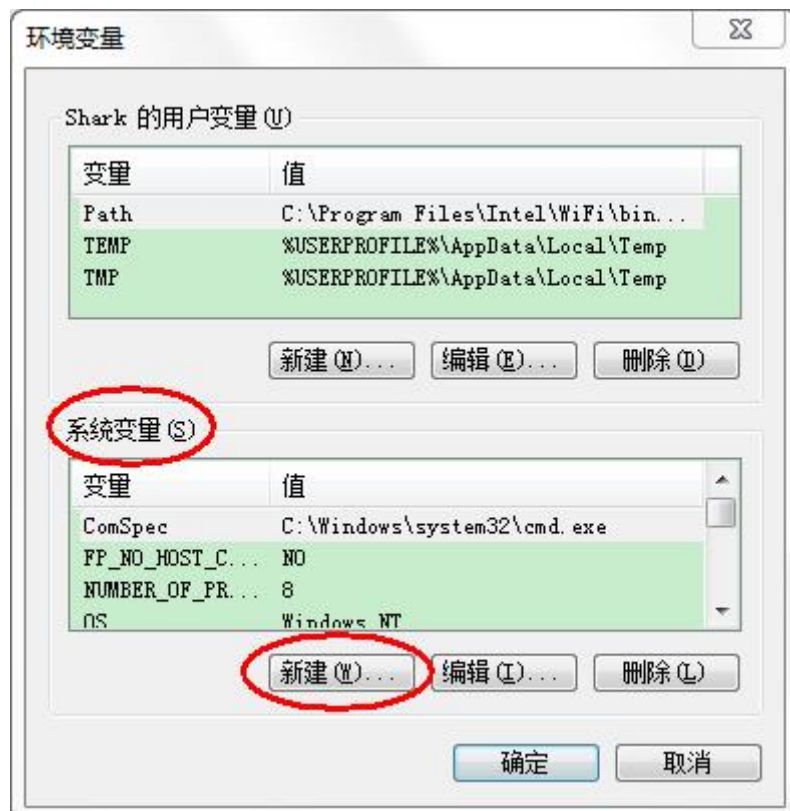 环境变量
Shark 的用户变量(U)
变量 值
Path C:\Program Files\Intel\WiFi\bin...
TEMP %USERPROFILE%\AppData\Local\Temp
TMP %USERPROFILE%\AppData\Local\Temp
新建(N)... 编辑(E)... 删除(D)
系统变量(S)
变量 值
ComSpec C:\Windows\system32\cmd.exe
FP_NO_HOST_C... NO
NUMBER_OF_PR... 8
OS Windows_NT
新建(W)... 编辑(I)... 删除(L)
确定 取消